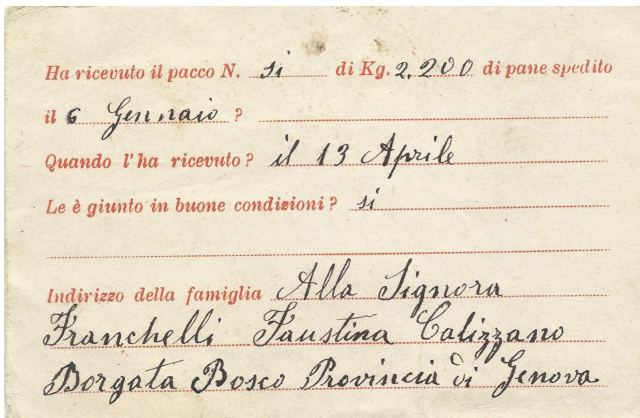 Ha ricevuto il pacco N. si di Kg. 2,200 di pane spedito
il 6 Gennaio ?
Quando l'ha ricevuto? il 13 Aprile
Le è giunto in buone condizioni? si
Indirizzo della famiglia Alla Signora
Franchelli Faustina Calizzano
Borgata Bosco Provincia di Genova